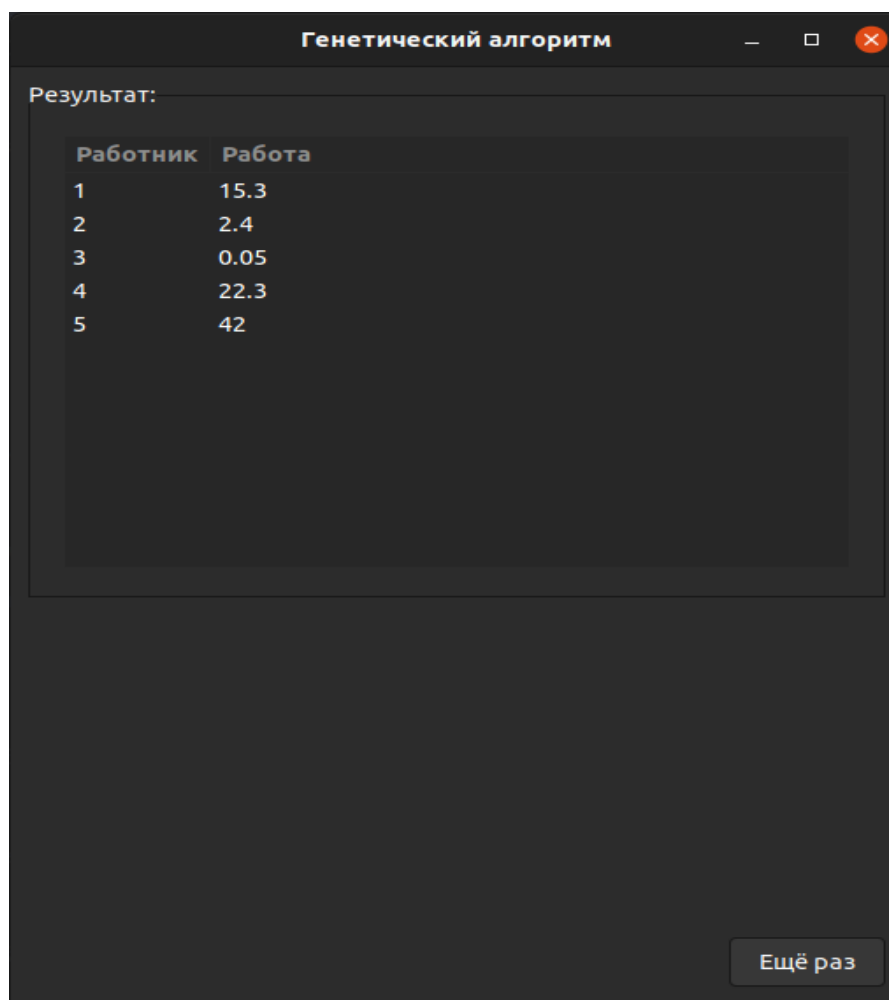 Генетический алгоритм
Результат:
Работник Работа
1 15.3
2 2.4
3 0.05
4 22.3
5 42
Ещё раз